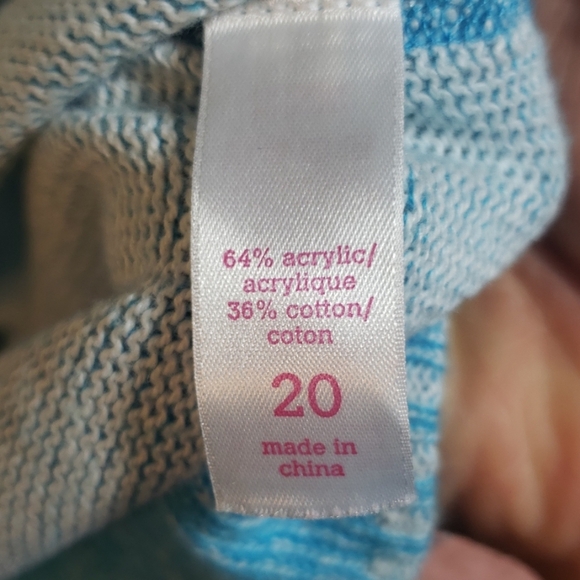 64% acrylic/
acrylique
36% cotton/
coton
20
made in
china